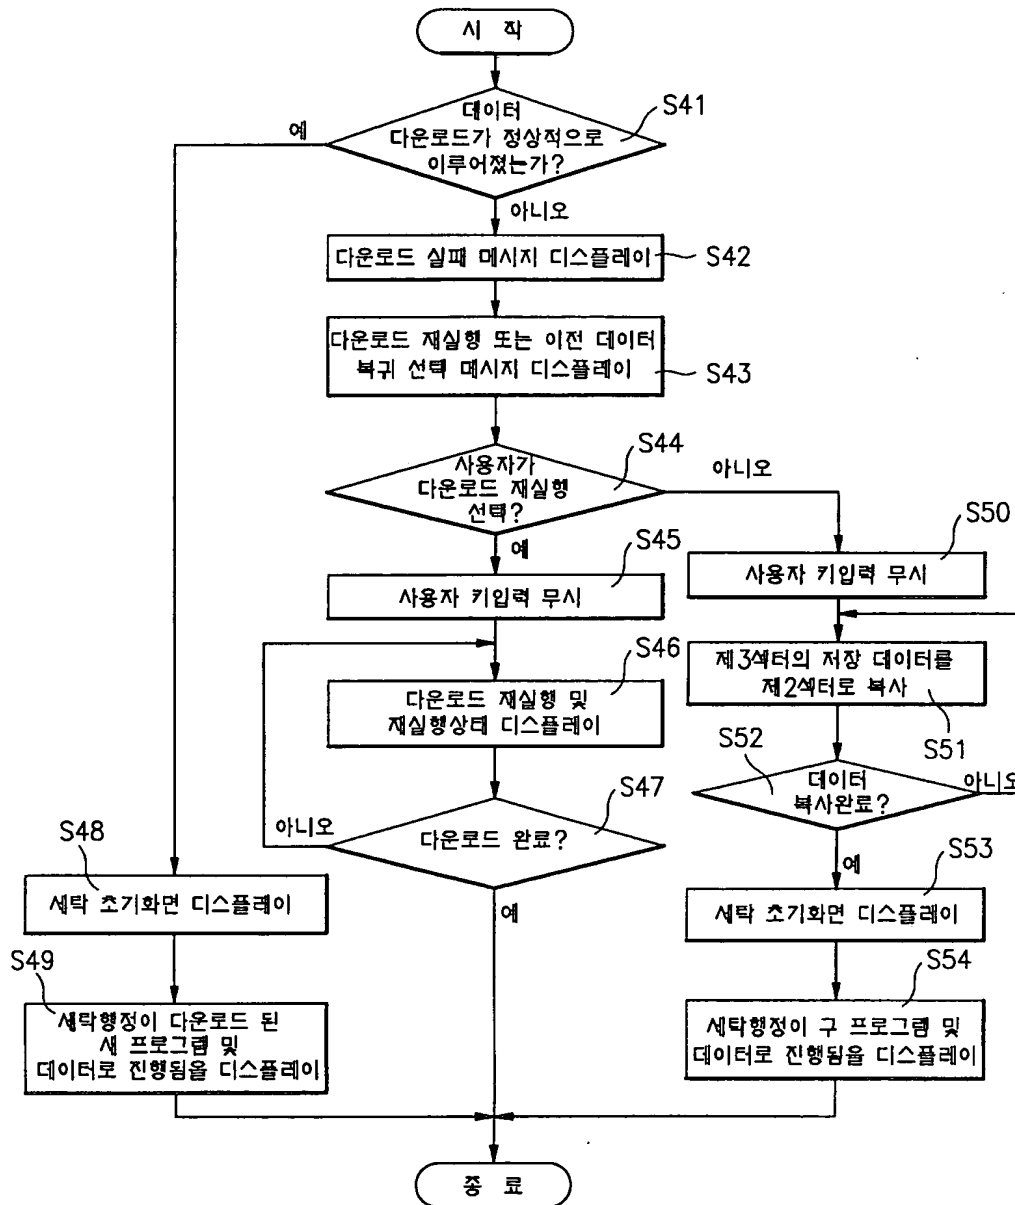 시 작
데이터
다운로드가 정상적으로
이루어졌는가?
S41
예
아니오
다운로드 실패 메시지 디스플레이
S42
다운로드 재실행 또는 이전 데이터
복귀 선택 메시지 디스플레이
S43
사용자가
다운로드 재실행
선택?
S44
아니오
예
S45
사용자 키입력 무시
S50
사용자 키입력 무시
S46
다운로드 재실행 및
재실행상태 디스플레이
제3섹터의 저장 데이터를
제2섹터로 복사
S51
S47
다운로드 완료?
아니오
예
S52
데이터
복사완료?
아니오
예
S48
세탁 초기화면 디스플레이
S53
세탁 초기화면 디스플레이
S49
세탁행정이 다운로드 된
새 프로그램 및
데이터로 진행됨을 디스플레이
S54
세탁행정이 구 프로그램 및
데이터로 진행됨을 디스플레이
종 료